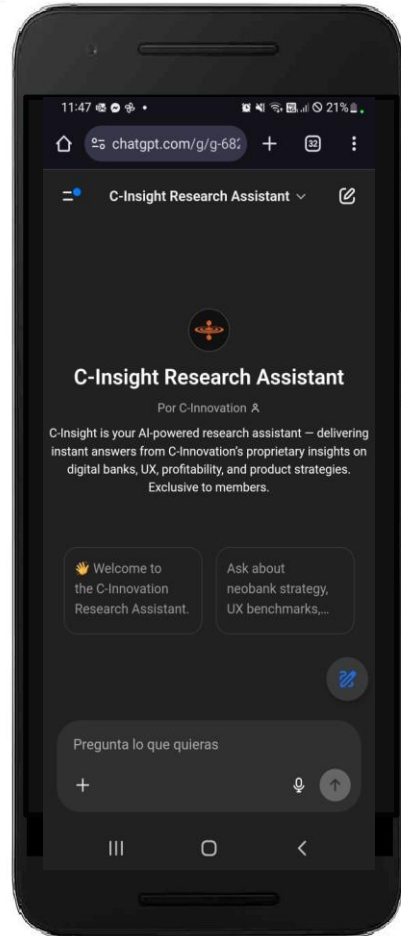 11:47
21%
chatgpt.com/g/g-682
32
C-Insight Research Assistant
C-Insight Research Assistant
Por C-Innovation
C-Insight is your AI-powered research assistant — delivering
instant answers from C-Innovation's proprietary insights on
digital banks, UX, profitability, and product strategies.
Exclusive to members.
👋 Welcome to
the C-Innovation
Research Assistant.
Ask about
neobank strategy,
UX benchmarks,...
Pregunta lo que quieras